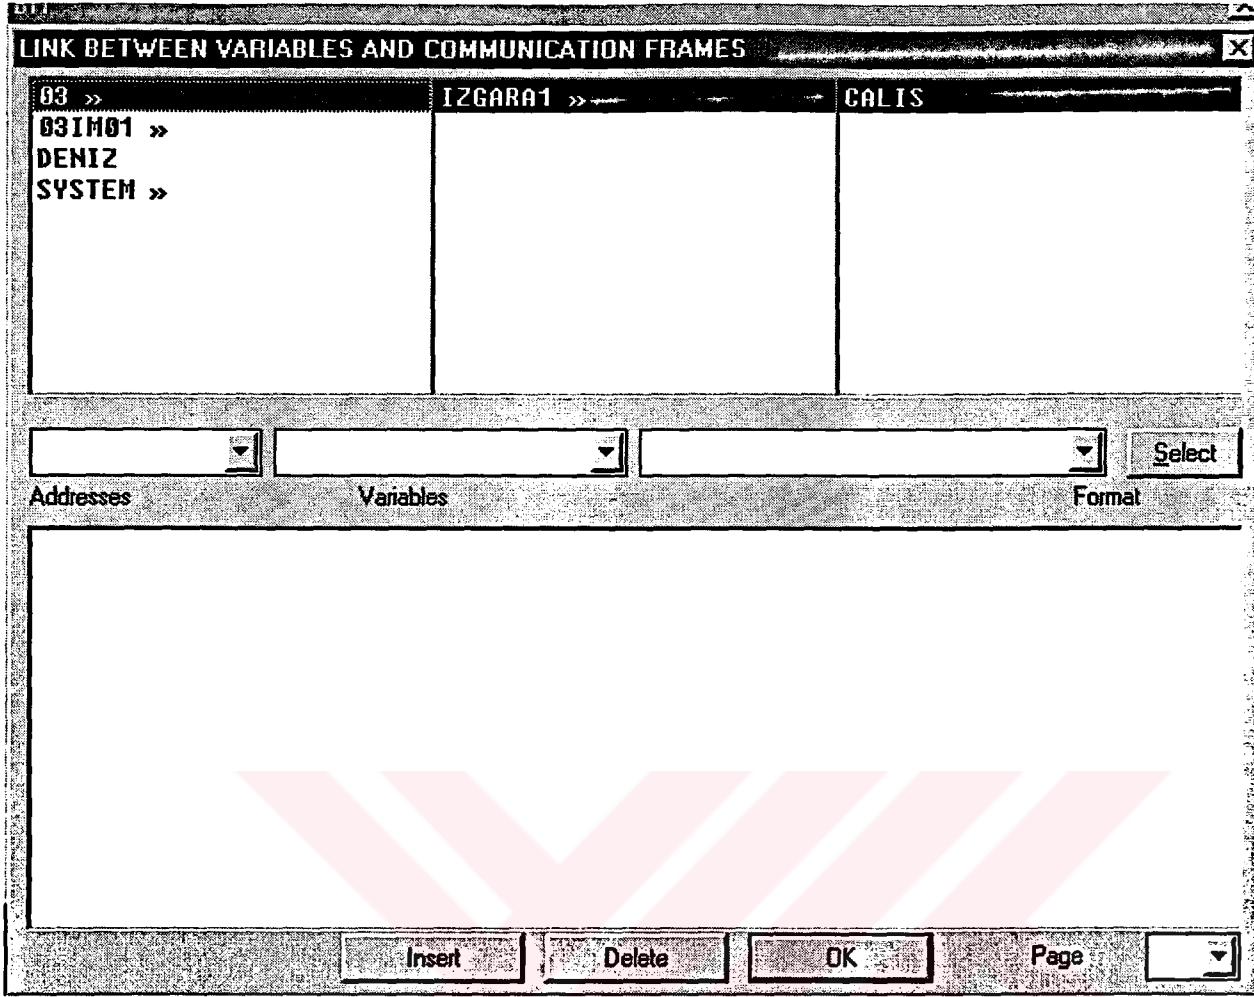 LINK BETWEEN VARIABLES AND COMMUNICATION FRAMES
03 » IZGARA1 » CALIS
03IM01 »
DENIZ
SYSTEM »
Select
Addresses Variables Format
Insert Delete OK Page